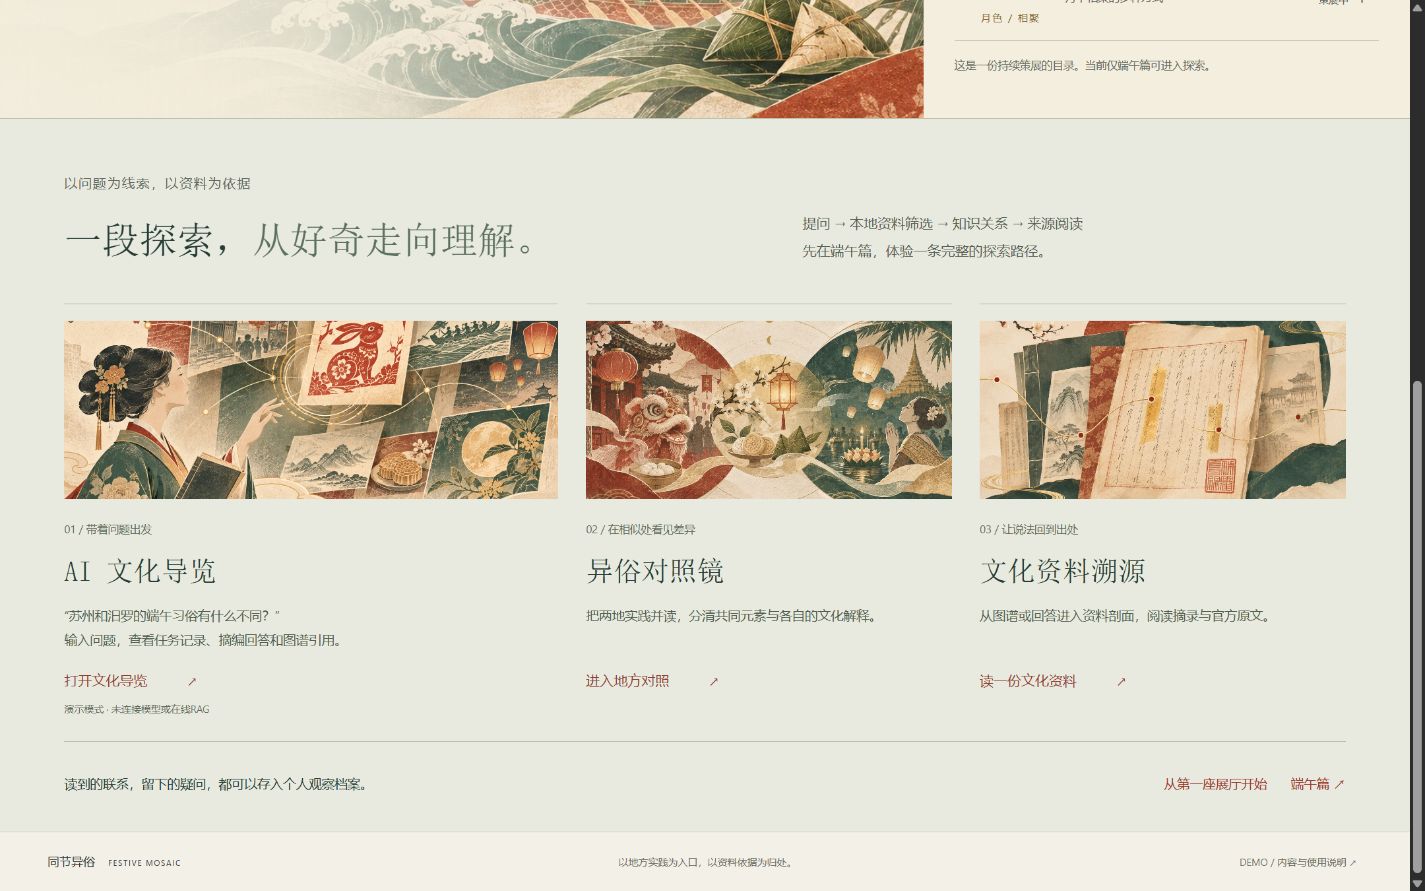 月色 / 相聚
这是一份持续策展的目录。当前仅端午篇可进入探索。
以问题为线索，以资料为依据
一段探索，从好奇走向理解。
提问 → 本地资料筛选 → 知识关系 → 来源阅读
先在端午篇，体验一条完整的探索路径。
01 / 带着问题出发
AI 文化导览
“苏州和汨罗的端午习俗有什么不同？”
输入问题，查看任务记录、摘编回答和图谱引用。
打开文化导览 ↗
演示模式 · 未连接模型或在线RAG
02 / 在相似处看见差异
异俗对照镜
把两地实践并读，分清共同元素与各自的文化解释。
进入地方对照 ↗
03 / 让说法回到出处
文化资料溯源
从图谱或回答进入资料剖面，阅读摘录与官方原文。
读一份文化资料 ↗
读到的联系，留下的疑问，都可以存入个人观察档案。
从第一座展厅开始 端午篇 ↗
同节异俗 FESTIVE MOSAIC
以地方实践为入口，以资料依据为归处。
DEMO / 内容与使用说明 ↗